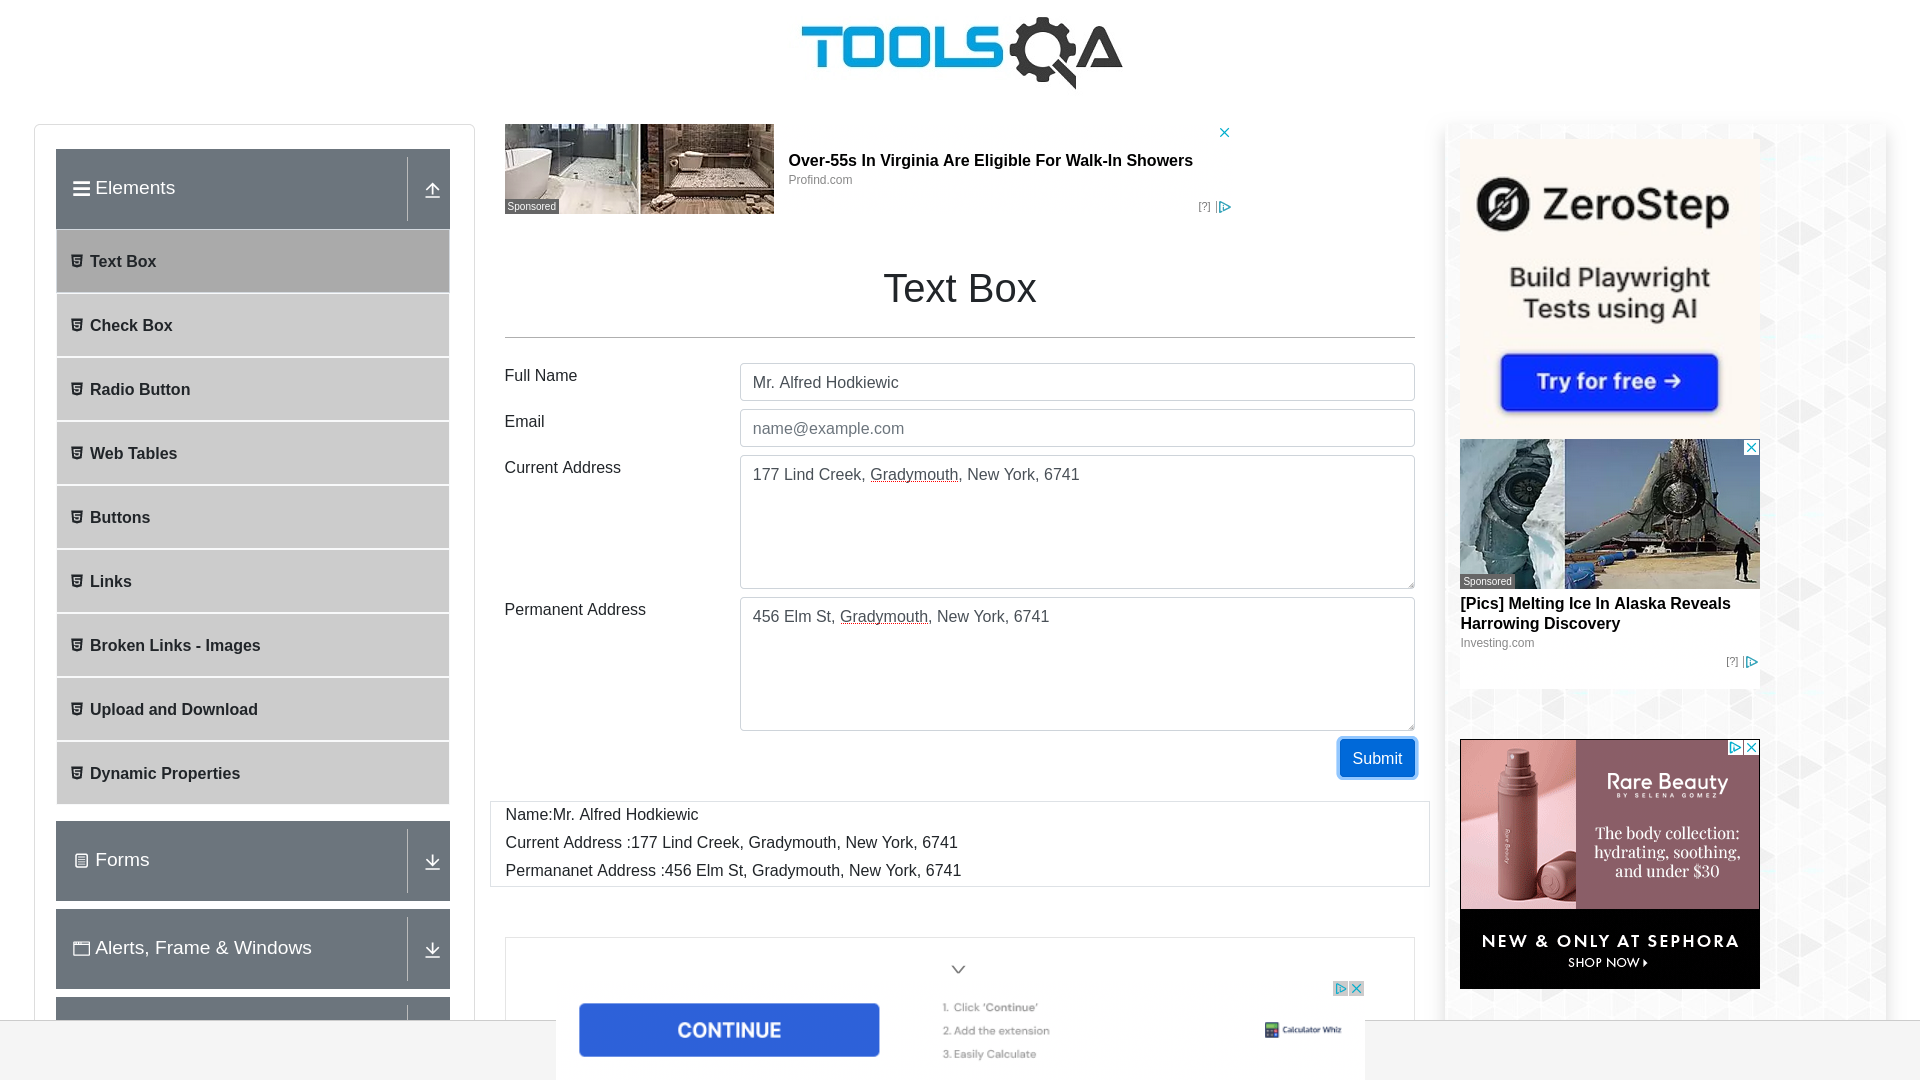 TOOLSQA
Elements
Text Box
Check Box
Radio Button
Web Tables
Buttons
Links
Broken Links - Images
Upload and Download
Dynamic Properties
Forms
Alerts, Frame & Windows
Sponsored
Over-55s In Virginia Are Eligible For Walk-In Showers
Profind.com
[?]
Text Box
Full Name
Mr. Alfred Hodkiewic
Email
name@example.com
Current Address
177 Lind Creek, Gradymouth, New York, 6741
Permanent Address
456 Elm St, Gradymouth, New York, 6741
Submit
Name:Mr. Alfred Hodkiewic
Current Address :177 Lind Creek, Gradymouth, New York, 6741
Permananet Address :456 Elm St, Gradymouth, New York, 6741
CONTINUE
1. Click 'Continue'
2. Add the extension
3. Easily Calculate
Calculator Whiz
ZeroStep
Build Playwright
Tests using AI
Try for free →
Sponsored
[Pics] Melting Ice In Alaska Reveals
Harrowing Discovery
Investing.com
[?]
Rare Beauty
BY SELENA GOMEZ
Rare Beauty
The body collection:
hydrating, soothing,
and under $30
NEW & ONLY AT SEPHORA
SHOP NOW